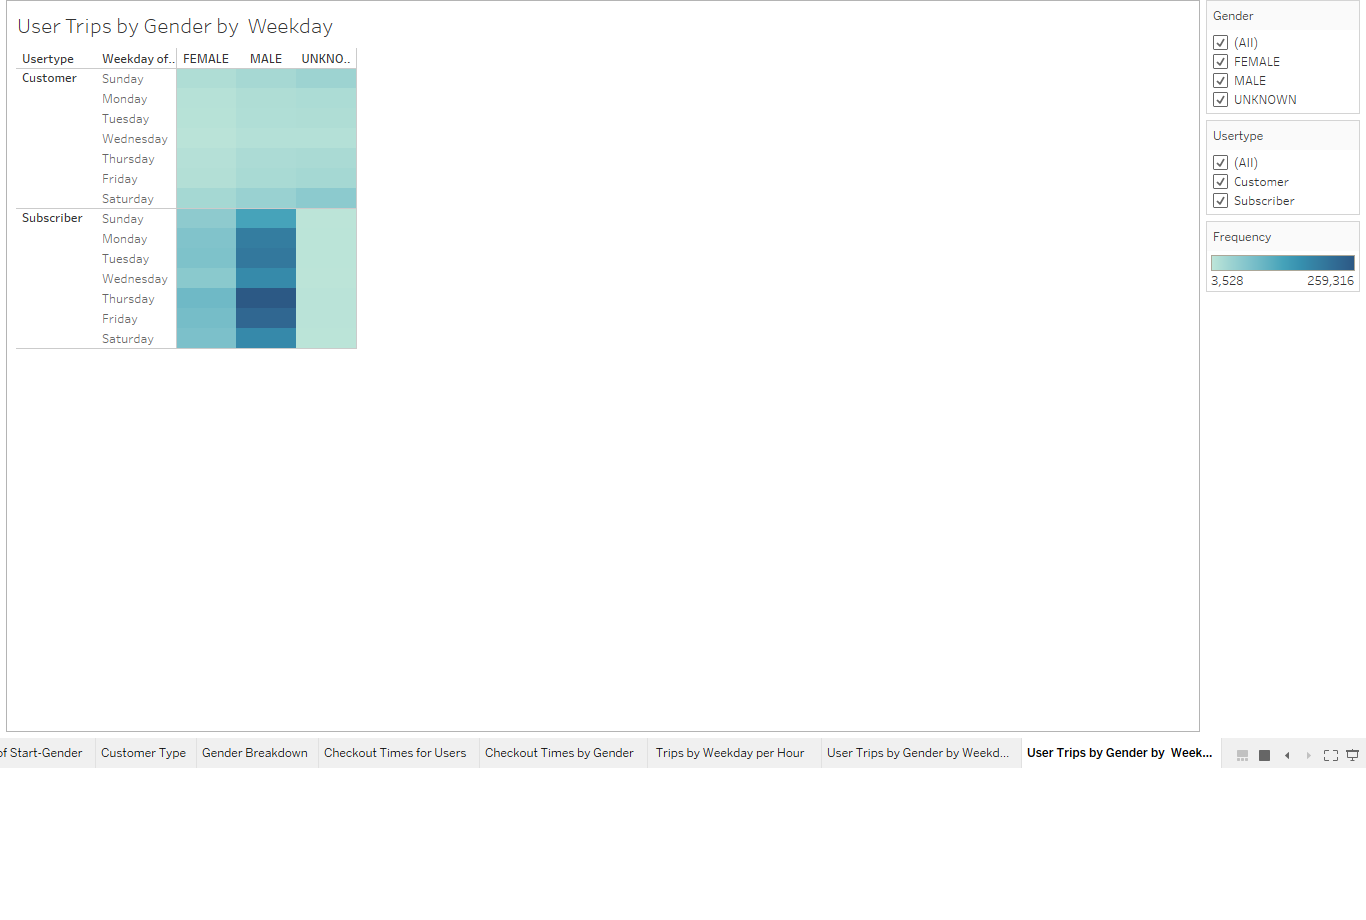 User Trips by Gender by  Weekday
Usertype Weekday of.. FEMALE MALE UNKNO..
Customer Sunday
Monday
Tuesday
Wednesday
Thursday
Friday
Saturday
Subscriber Sunday
Monday
Tuesday
Wednesday
Thursday
Friday
Saturday
Gender
(All)
FEMALE
MALE
UNKNOWN
Usertype
(All)
Customer
Subscriber
Frequency
3,528 259,316
of Start-Gender Customer Type Gender Breakdown Checkout Times for Users Checkout Times by Gender Trips by Weekday per Hour User Trips by Gender by Weekd... User Trips by Gender by  Week...